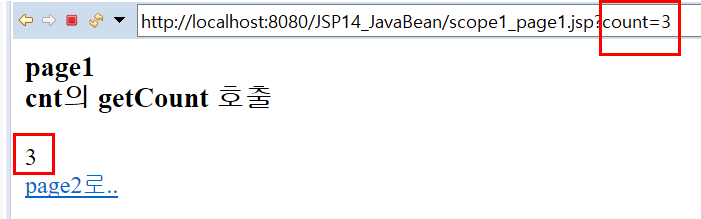 http://localhost:8080/JSP14_JavaBean/scope1_page1.jsp?count=3
page1
cnt의 getCount 호출
3
page2로..